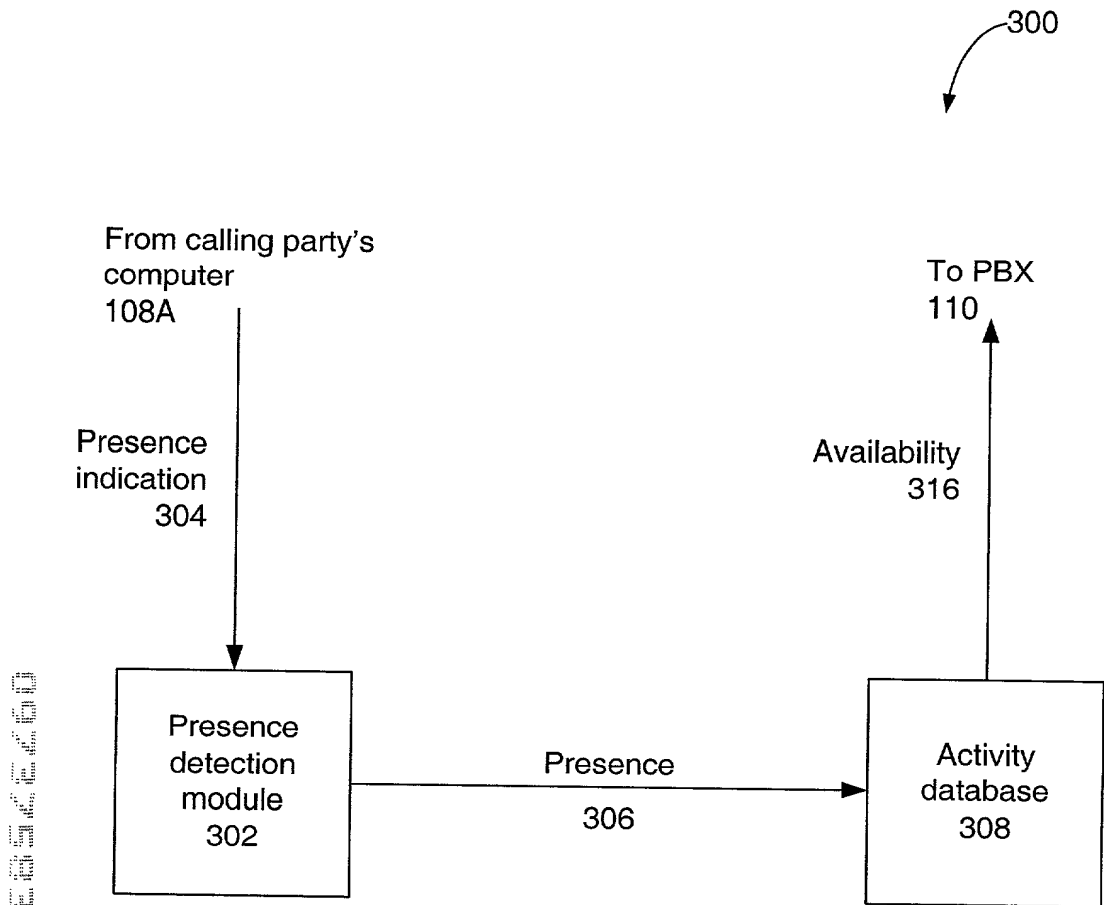 300
From calling party's
computer
108A
To PBX
110
Presence
indication
304
Availability
316
Presence
detection
module
302
Presence
306
Activity
database
308